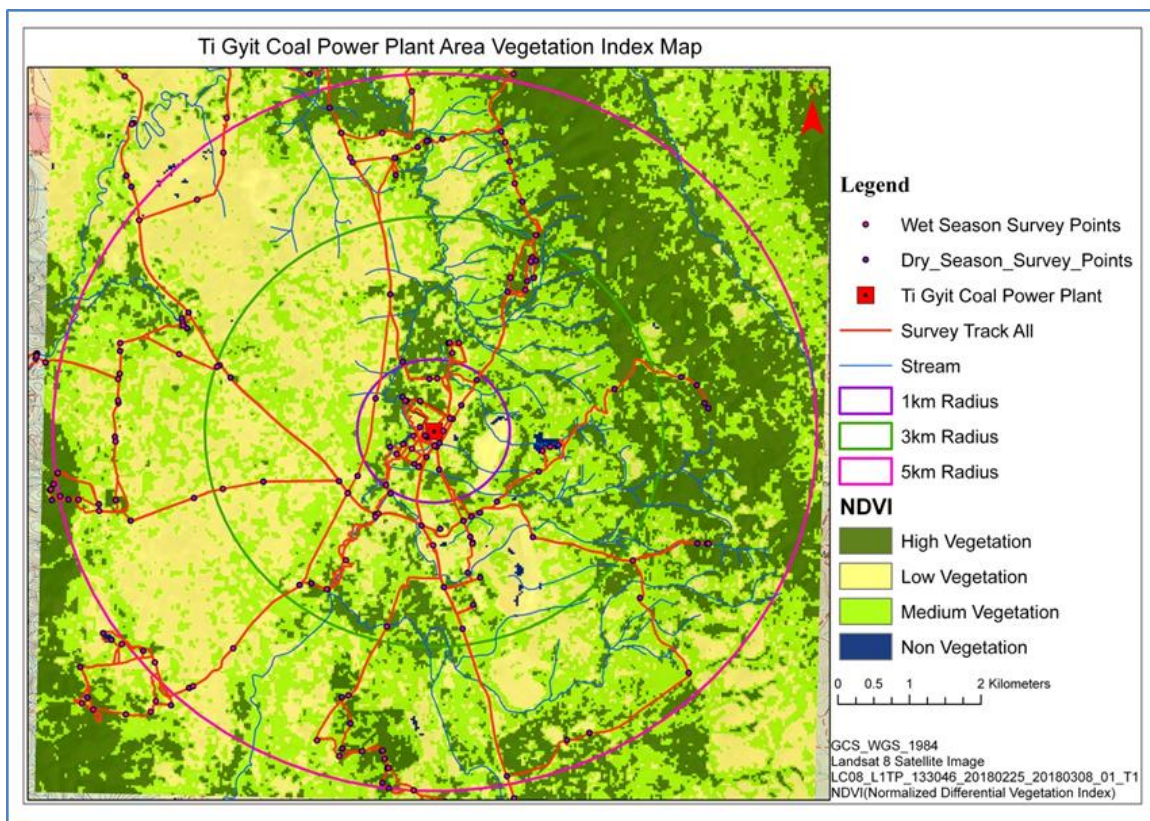 Ti Gyit Coal Power Plant Area Vegetation Index Map
Legend
Wet Season Survey Points
Dry_Season_Survey_Points
Ti Gyit Coal Power Plant
Survey Track All
Stream
1km Radius
3km Radius
5km Radius
NDVI
High Vegetation
Low Vegetation
Medium Vegetation
Non Vegetation
0 0.5 1 2 Kilometers
GCS_WGS_1984
Landsat 8 Satellite Image
LC08_L1TP_133046_20180225_20180308_01_T1
NDVI(Normalized Differential Vegetation Index)